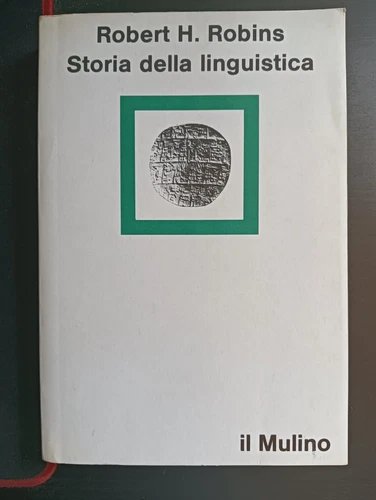 Robert H. Robins
Storia della linguistica
il Mulino